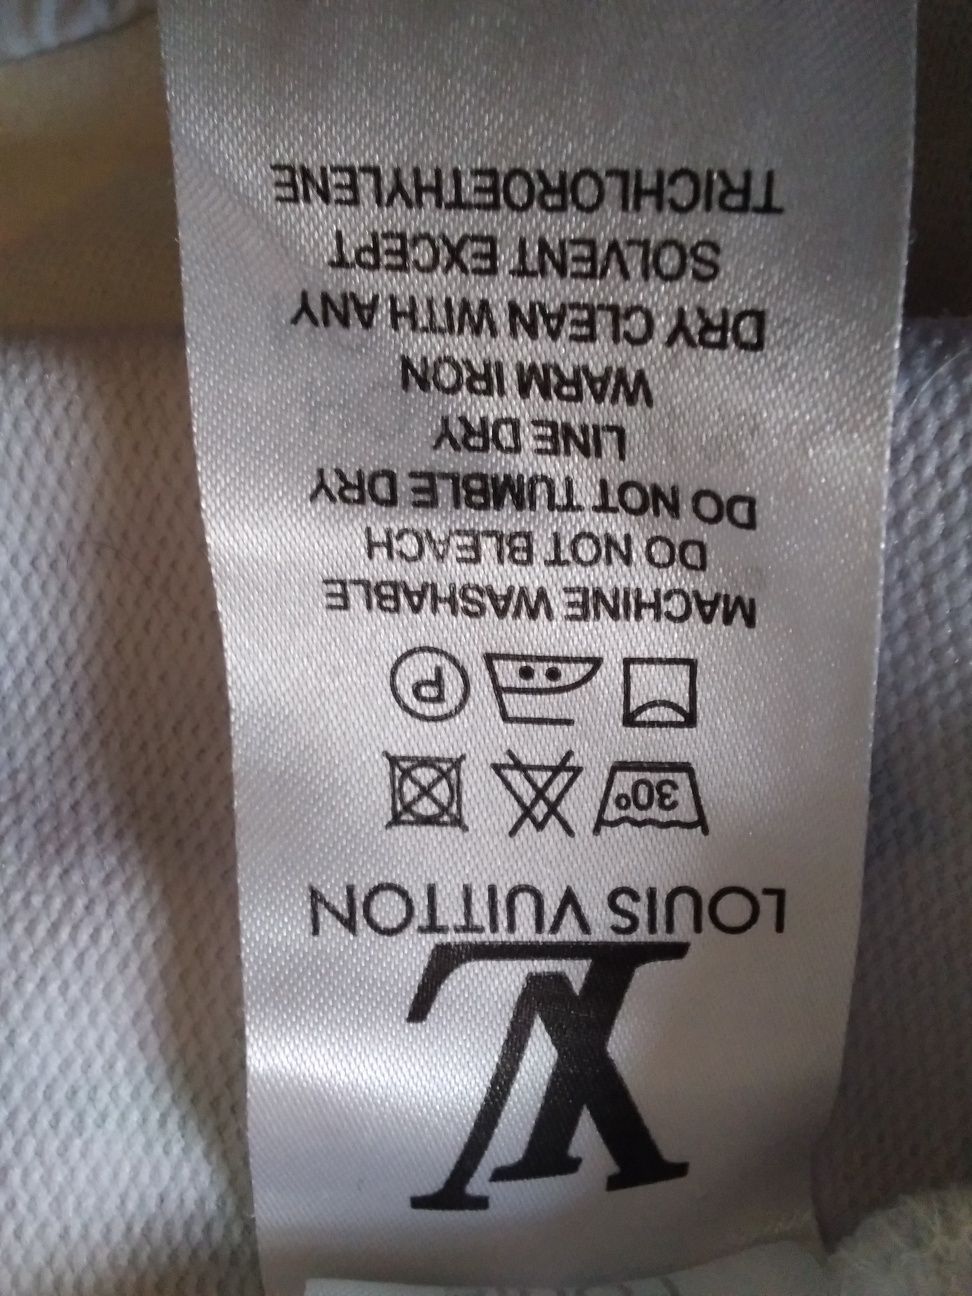 LV
LOUIS VUITTON
30°
P
MACHINE WASHABLE
DO NOT BLEACH
DO NOT TUMBLE DRY
LINE DRY
WARM IRON
DRY CLEAN WITH ANY
SOLVENT EXCEPT
TRICHLOROETHYLENE